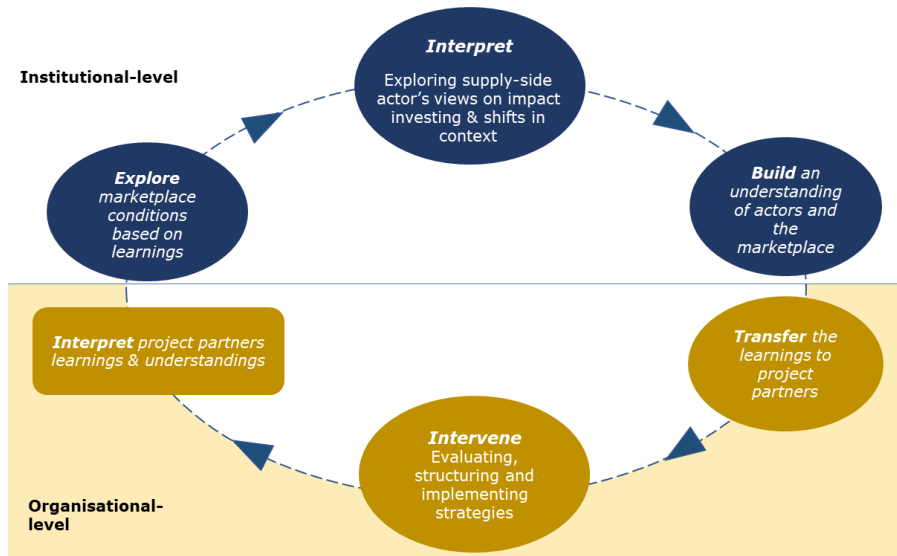 Institutional-level
Interpret
Exploring supply-side
actor’s views on impact
investing & shifts in
context
Explore
marketplace
conditions
based on
learnings
Build an
understanding
of actors and
the
marketplace
Interpret project partners
learnings & understandings
Transfer the
learnings to
project
partners
Intervene
Evaluating,
structuring and
implementing
strategies
Organisational-
level